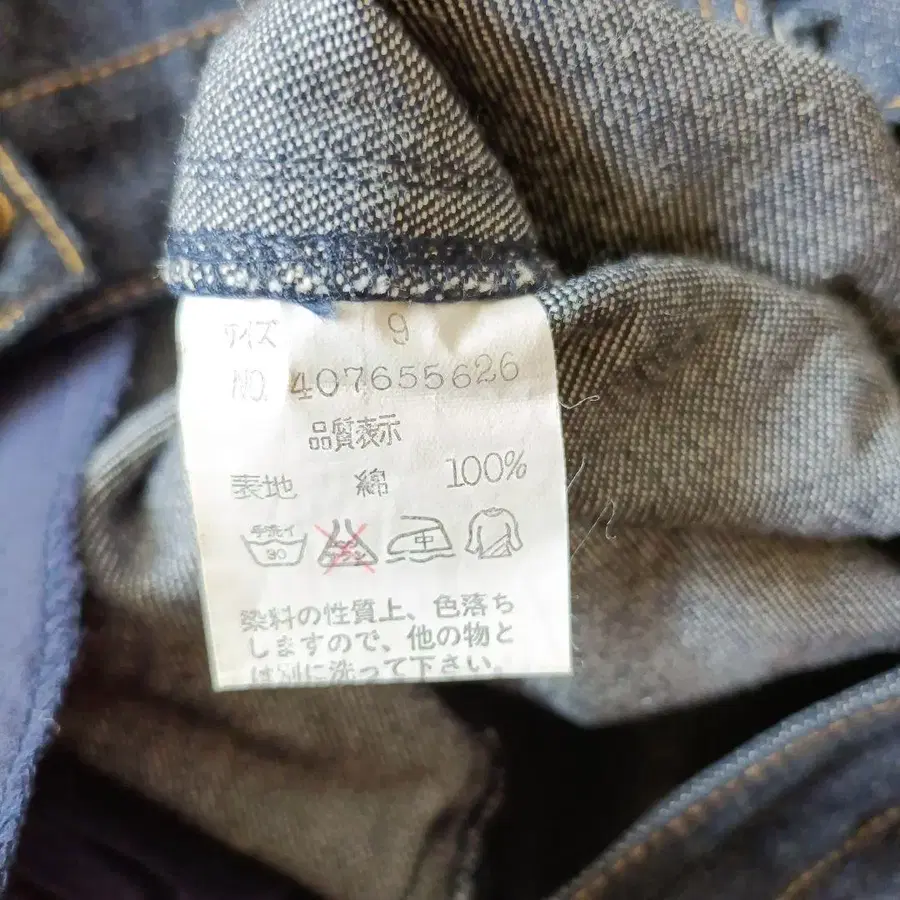 サイズ 9
NO. 407655626
品質表示
表地 綿 100%
手洗イ 30 中
染料の性質上、色落ち
しますので、他の物と
は別に洗って下さい。